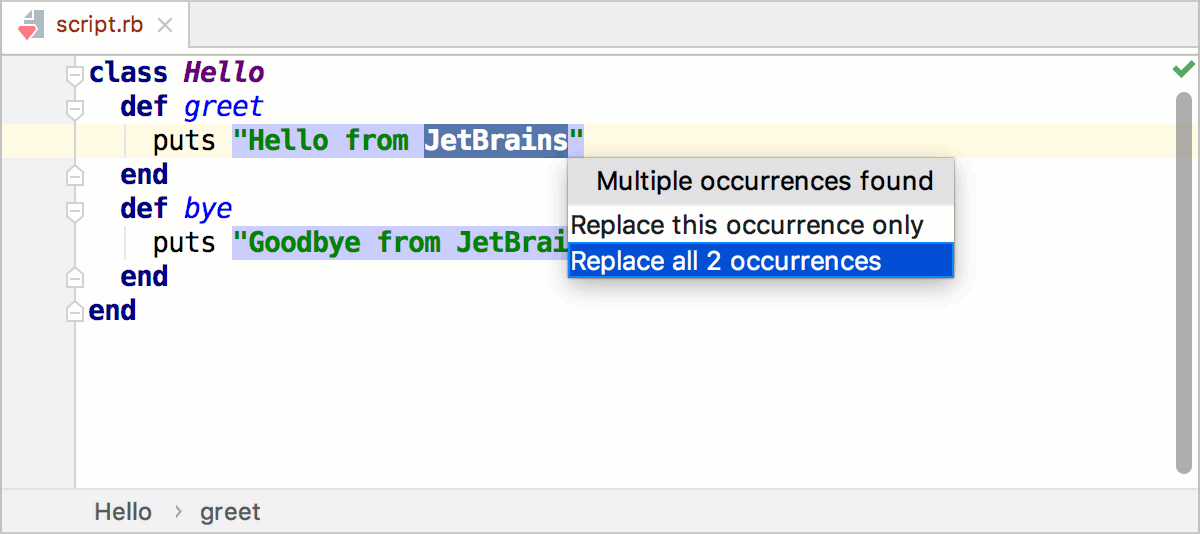 script.rb
class Hello
def greet
puts "Hello from JetBrains"
end
def bye
puts "Goodbye from JetBrai
end
end
Multiple occurrences found
Replace this occurrence only
Replace all 2 occurrences
Hello › greet